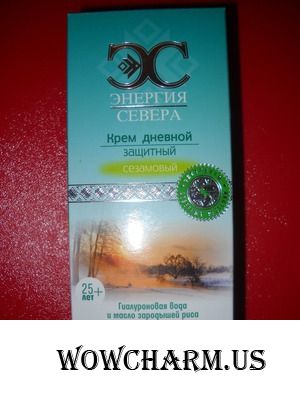 ЭС
ЭНЕРГИЯ
СЕВЕРА
Крем дневной
защитный
сезамовый
25+
лет
Гиалуроновая вода
и масло зародышей риса
WOWCHARM.US